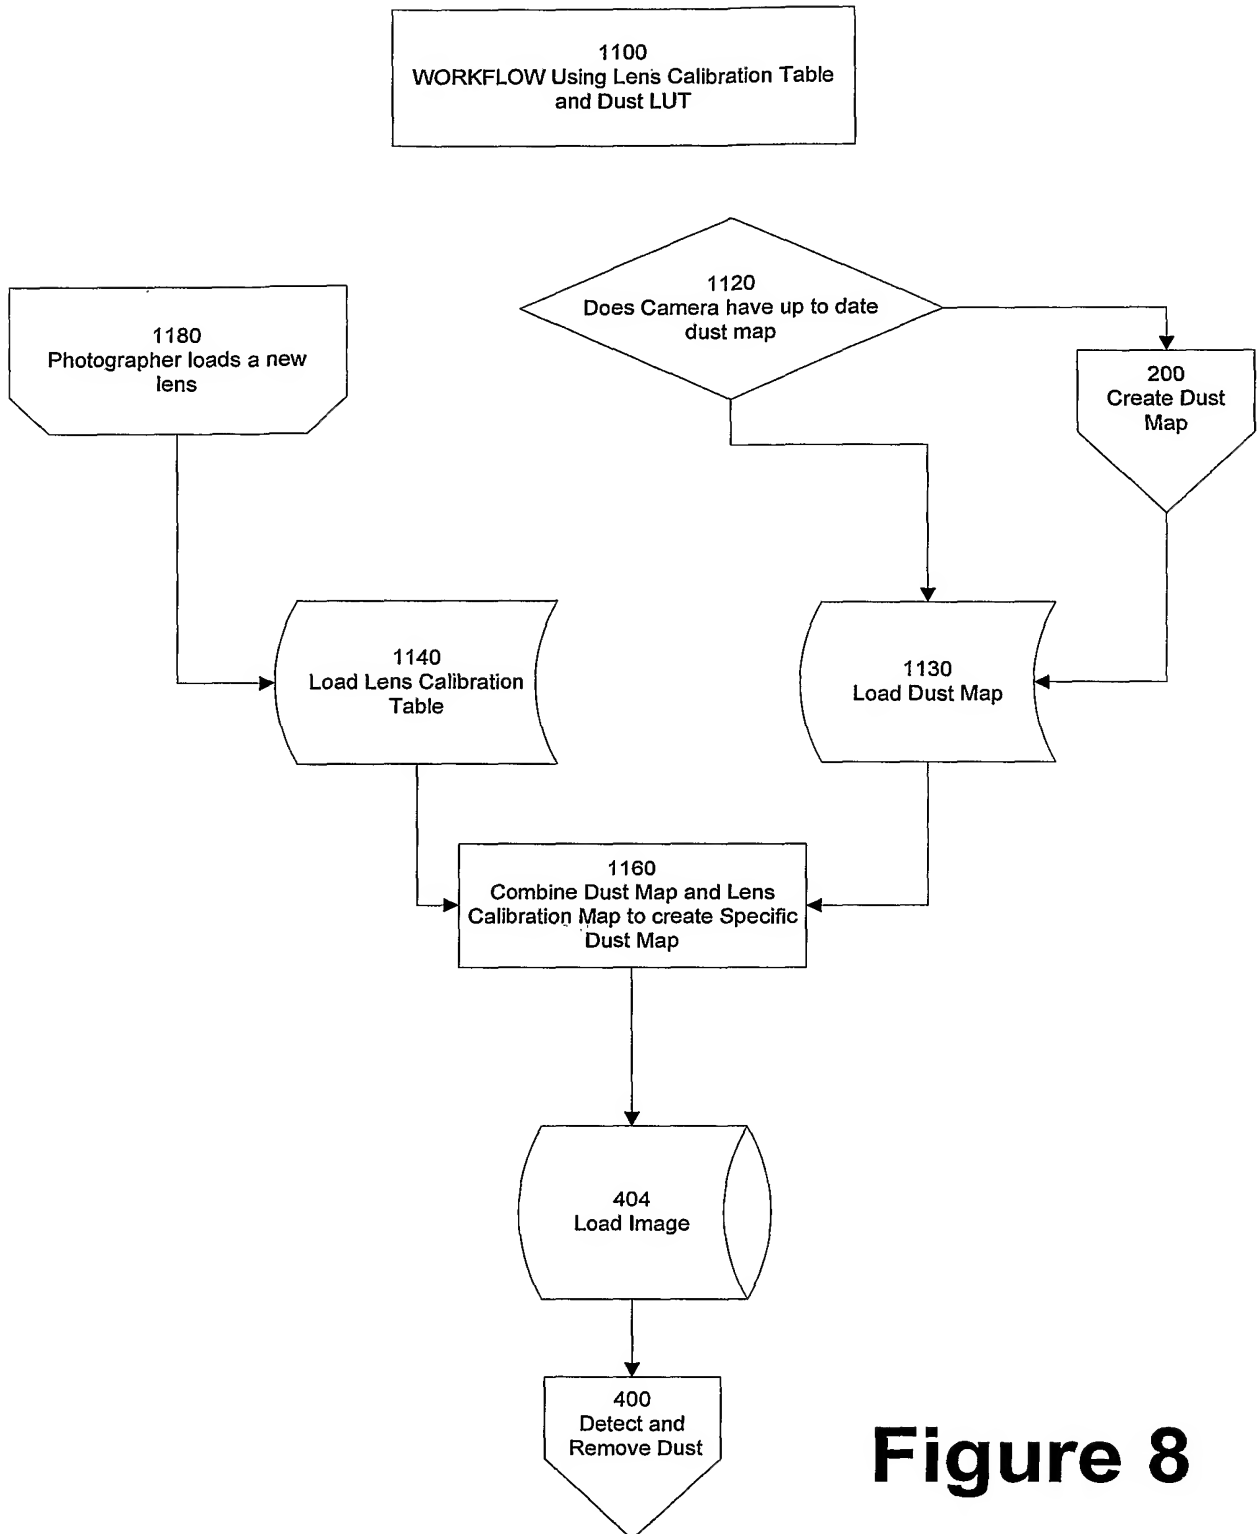 1100
WORKFLOW Using Lens Calibration Table
and Dust LUT
1120
Does Camera have up to date
dust map
1180
Photographer loads a new
lens
200
Create Dust
Map
1140
Load Lens Calibration
Table
1130
Load Dust Map
1160
Combine Dust Map and Lens
Calibration Map to create Specific
Dust Map
404
Load Image
400
Detect and
Remove Dust
Figure 8